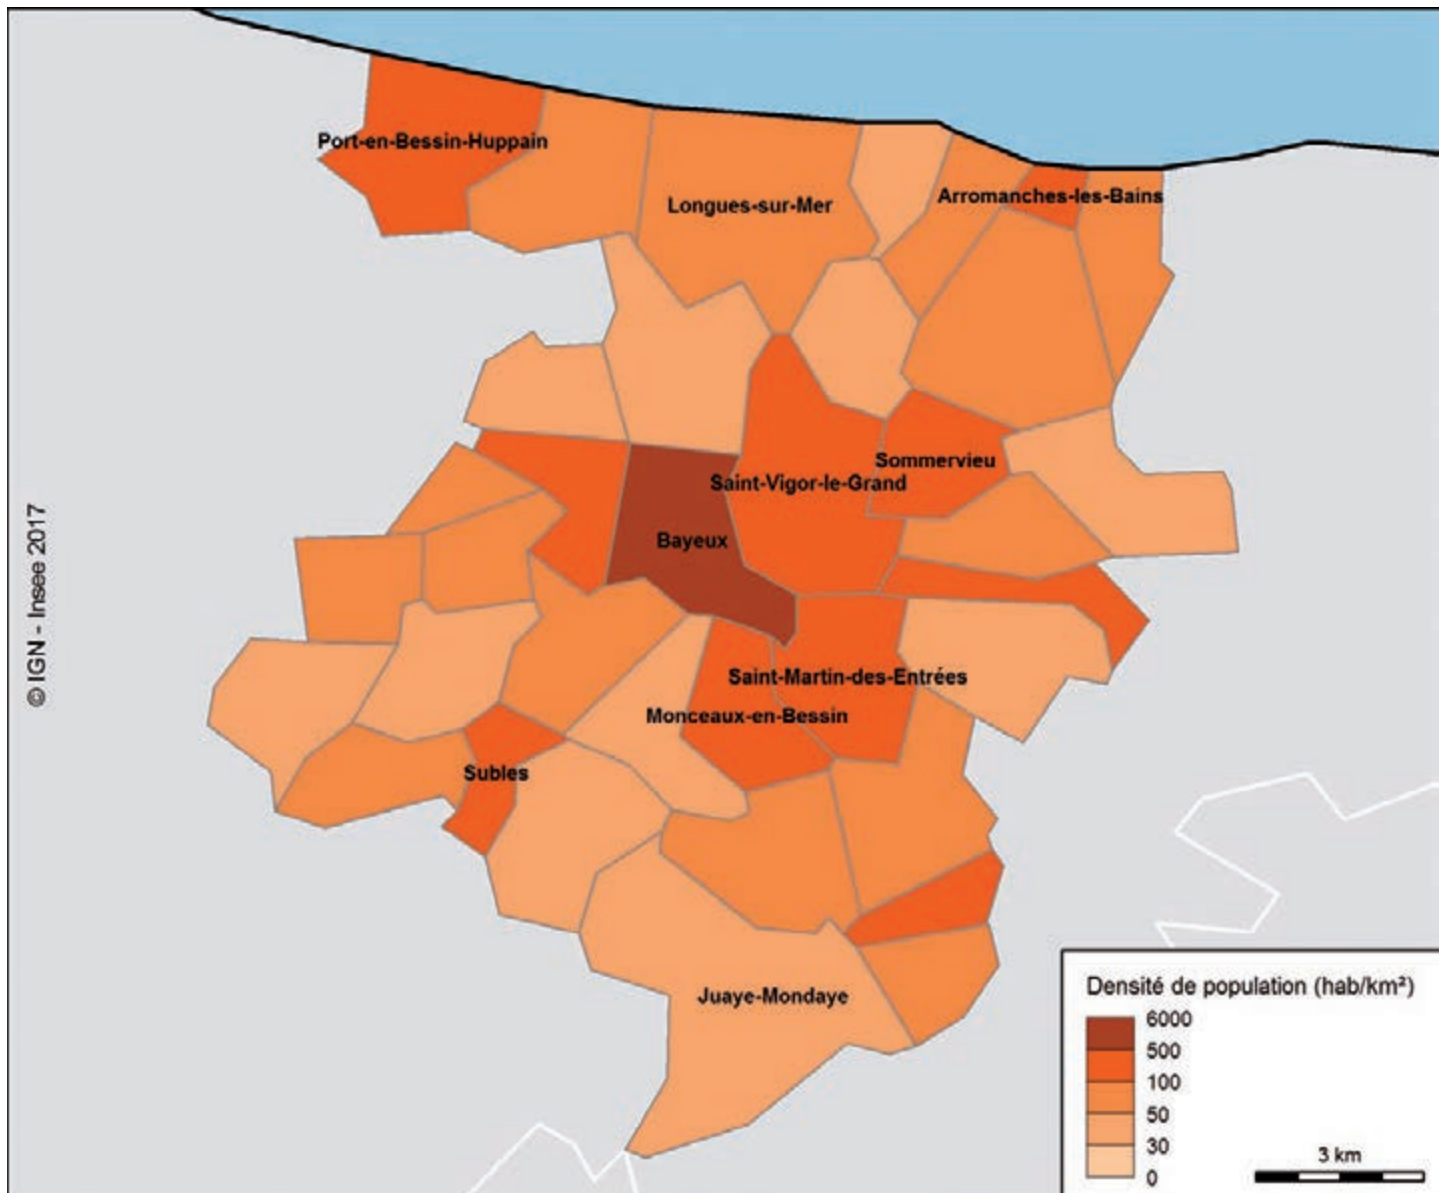 Port-en-Bessin-Huppain
Longues-sur-Mer
Arromanches-les-Bains
Sommervieu
Saint-Vigor-le-Grand
Bayeux
Saint-Martin-des-Entrées
Monceaux-en-Bessin
Subles
Juaye-Mondaye
© IGN - Insee 2017
Densité de population (hab/km²)
6000
500
100
50
30
0
3 km